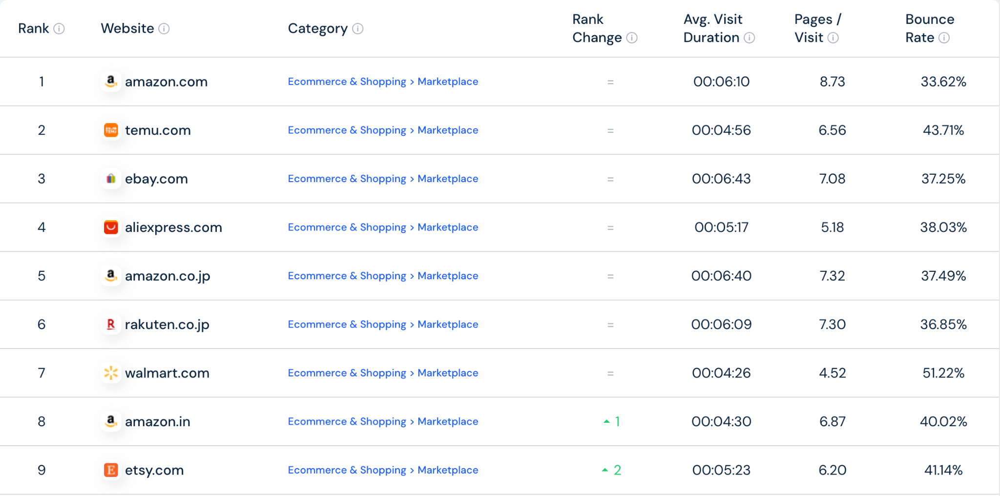 Rank Website Category Rank Change Avg. Visit Duration Pages / Visit Bounce Rate
1 amazon.com Ecommerce & Shopping > Marketplace = 00:06:10 8.73 33.62%
2 temu.com Ecommerce & Shopping > Marketplace = 00:04:56 6.56 43.71%
3 ebay.com Ecommerce & Shopping > Marketplace = 00:06:43 7.08 37.25%
4 aliexpress.com Ecommerce & Shopping > Marketplace = 00:05:17 5.18 38.03%
5 amazon.co.jp Ecommerce & Shopping > Marketplace = 00:06:40 7.32 37.49%
6 rakuten.co.jp Ecommerce & Shopping > Marketplace = 00:06:09 7.30 36.85%
7 walmart.com Ecommerce & Shopping > Marketplace = 00:04:26 4.52 51.22%
8 amazon.in Ecommerce & Shopping > Marketplace 1 00:04:30 6.87 40.02%
9 etsy.com Ecommerce & Shopping > Marketplace 2 00:05:23 6.20 41.14%